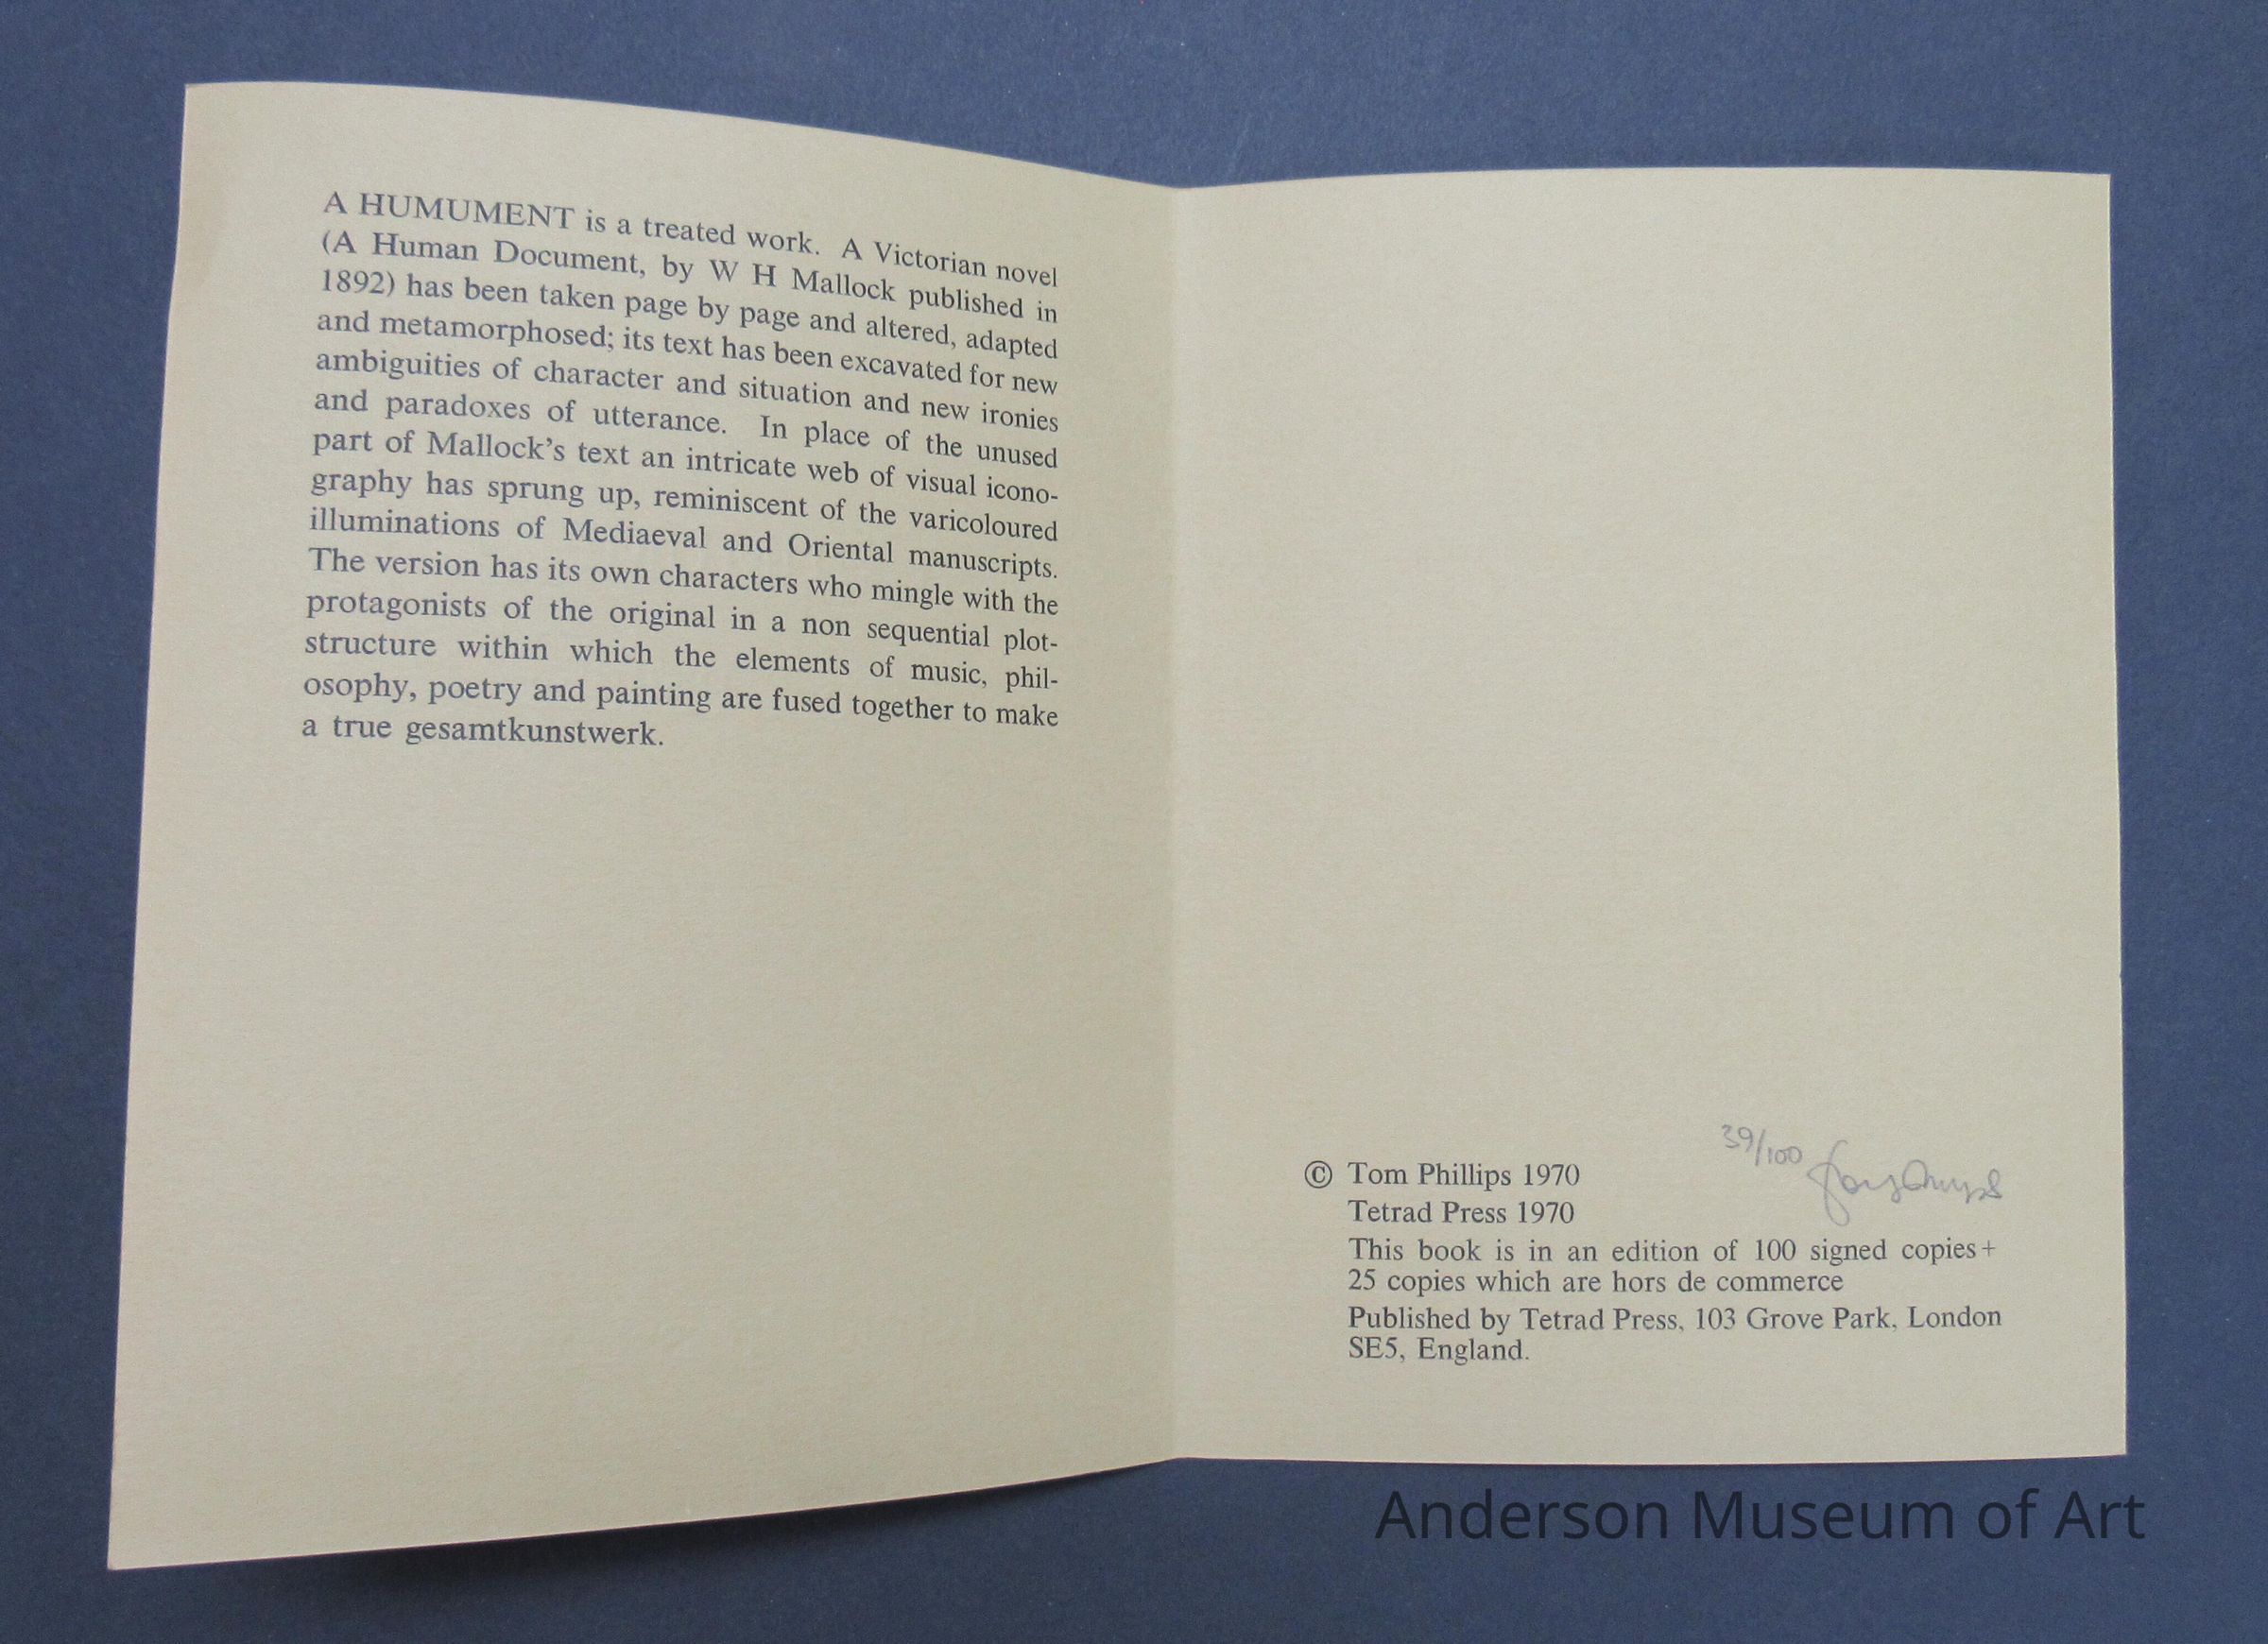 A HUMUMENT is a treated work. A Victorian novel
(A Human Document, by W H Mallock published in
1892) has been taken page by page and altered, adapted
and metamorphosed; its text has been excavated for new
ambiguities of character and situation and new ironies
and paradoxes of utterance. In place of the unused
part of Mallock's text an intricate web of visual icono-
graphy has sprung up, reminiscent of the varicoloured
illuminations of Mediaeval and Oriental manuscripts.
The version has its own characters who mingle with the
protagonists of the original in a non sequential plot-
structure within which the elements of music, phil-
osophy, poetry and painting are fused together to make
a true gesamtkunstwerk.
39/100
© Tom Phillips 1970
Tetrad Press 1970
This book is in an edition of 100 signed copies+
25 copies which are hors de commerce
Published by Tetrad Press, 103 Grove Park, London
SE5, England.
Anderson Museum of Art